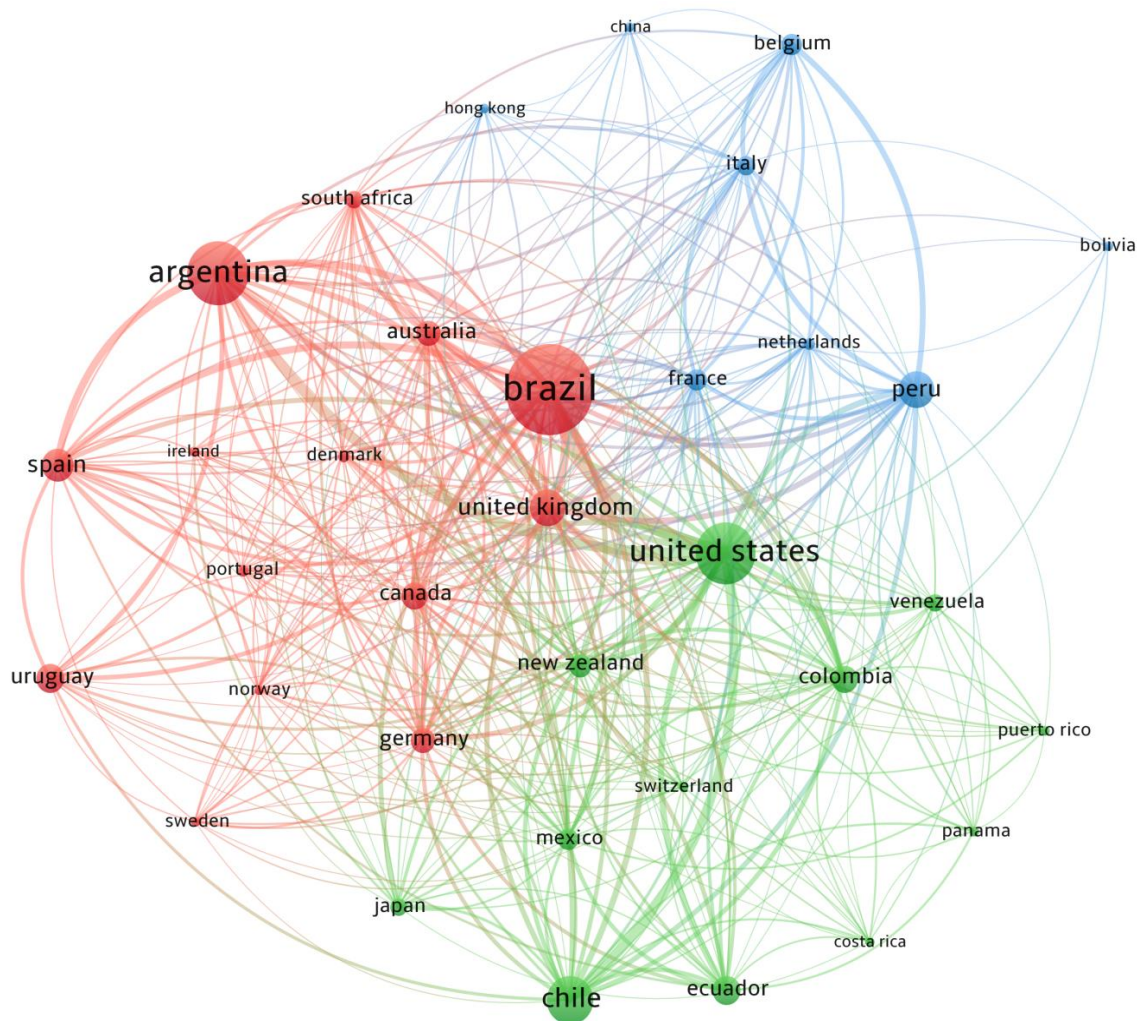 china
belgium
hong kong
italy
south africa
bolivia
argentina
australia
netherlands
brazil
france
peru
ireland
denmark
spain
united kingdom
united states
portugal
canada
venezuela
new zealand
uruguay
colombia
norway
puerto rico
germany
switzerland
sweden
mexico
panama
japan
costa rica
chile
ecuador